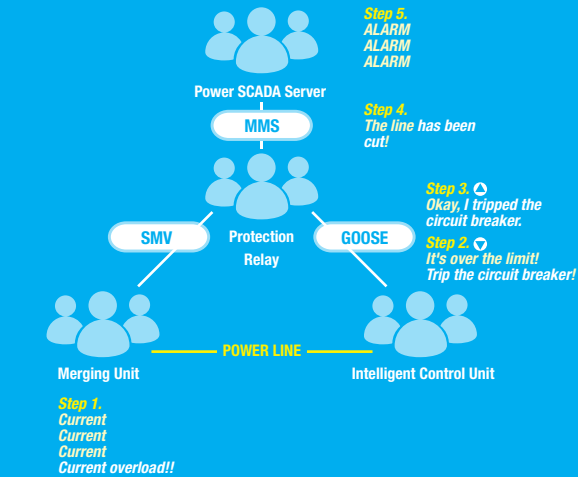 Step 5.
ALARM
ALARM
ALARM
Power SCADA Server
MMS
Step 4.
The line has been
cut!
Step 3.
Okay, I tripped the
circuit breaker.
SMV
Protection
Relay
GOOSE
Step 2.
It's over the limit!
Trip the circuit breaker!
POWER LINE
Merging Unit
Intelligent Control Unit
Step 1.
Current
Current
Current
Current overload!!